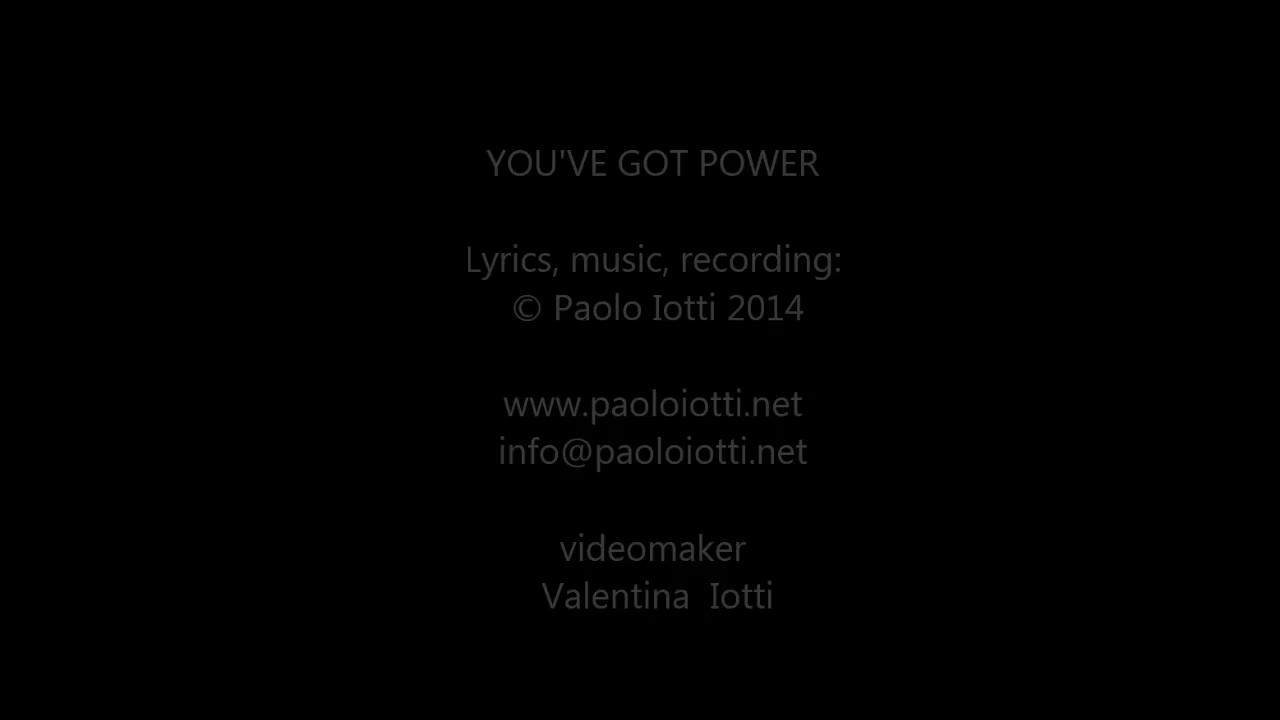 YOU'VE GOT POWER
Lyrics, music, recording:
© Paolo Iotti 2014
www.paoloiotti.net
info@paoloiotti.net
videomaker
Valentina Iotti